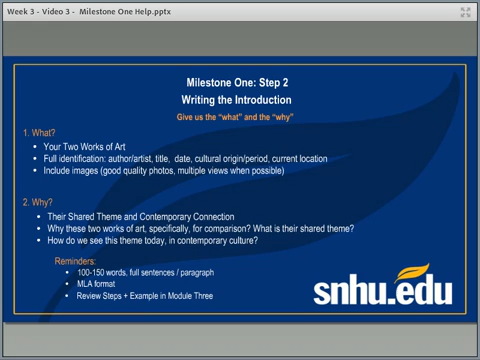 Week 3 - Video 3 - Milestone One Help.pptx
Milestone One: Step 2
Writing the Introduction
Give us the "what" and the "why"
1. What?
• Your Two Works of Art
• Full identification: author/artist, title, date, cultural origin/period, current location
• Include images (good quality photos, multiple views when possible)
2. Why?
• Their Shared Theme and Contemporary Connection
• Why these two works of art, specifically, for comparison? What is their shared theme?
• How do we see this theme today, in contemporary culture?
Reminders:
• 100-150 words, full sentences / paragraph
• MLA format
• Review Steps + Example in Module Three
snhu.edu